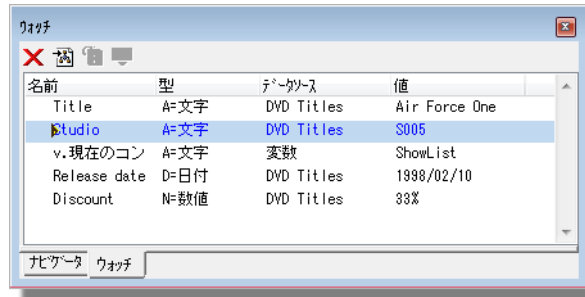 ウォッチ
名前 型 データソース 値
Title A=文字 DVD Titles Air Force One
Studio A=文字 DVD Titles S005
v.現在のコン A=文字 変数 ShowList
Release date D=日付 DVD Titles 1998/02/10
Discount N=数値 DVD Titles 33%
ナビゲータ ウォッチ